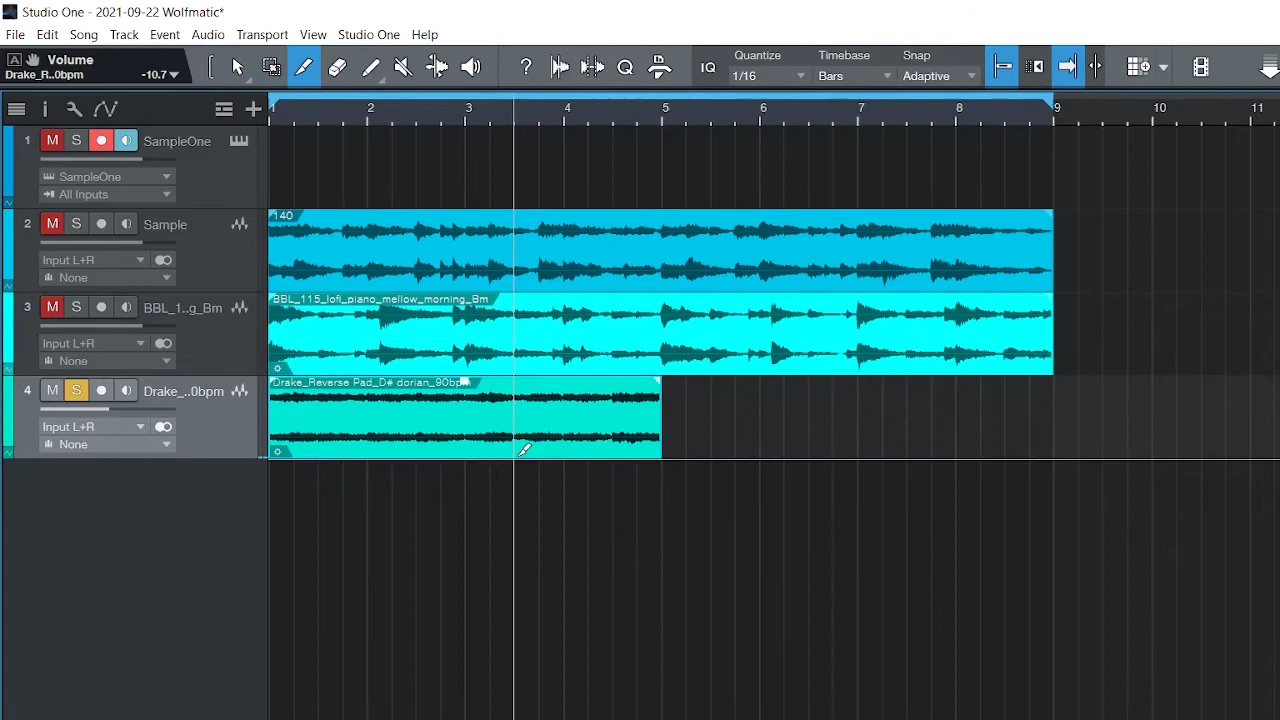 Studio One - 2021-09-22 Wolfmatic*
File Edit Song Track Event Audio Transport View Studio One Help
A Volume
Drake_R..0bpm -10.7
Quantize Timebase Snap
? Q IQ 1/16 Bars Adaptive
i 1 2 3 4 5 6 7 8 9 10 11
1 M S SampleOne
SampleOne
All Inputs
140
2 M S Sample
Input L+R
None
BBL_115_lofi_piano_mellow_morning_Bm
3 M S BBL_1..g_Bm
Input L+R
None
Drake_Reverse Pad_D# dorian_90bpm
4 M S Drake_..0bpm
Input L+R
None